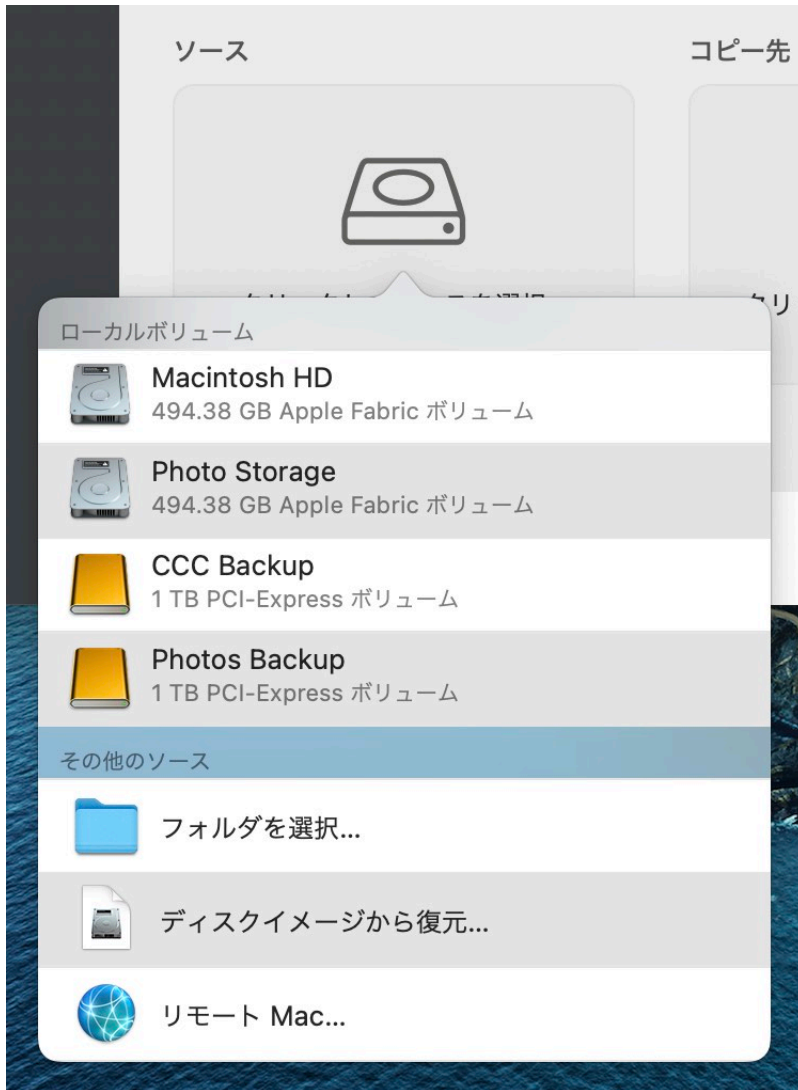 ソース
コピー先
ローカルボリューム
Macintosh HD
494.38 GB Apple Fabric ボリューム
Photo Storage
494.38 GB Apple Fabric ボリューム
CCC Backup
1 TB PCI-Express ボリューム
Photos Backup
1 TB PCI-Express ボリューム
その他のソース
フォルダを選択...
ディスクイメージから復元...
リモート Mac...